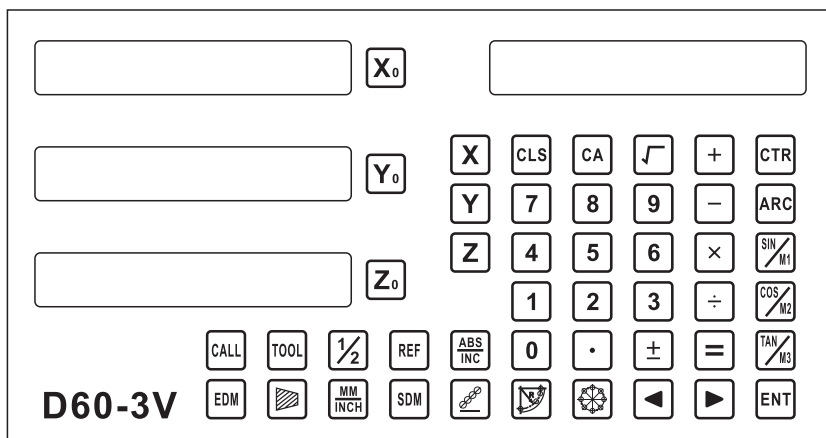 X₀
X CLS CA √ + CTR
Y₀
Y 7 8 9 − ARC
Z 4 5 6 × SIN/M1
Z₀
1 2 3 ÷ COS/M2
CALL TOOL 1/2 REF ABS/INC 0 · ± = TAN/M3
D60-3V EDM MM/INCH SDM R ◀ ▶ ENT